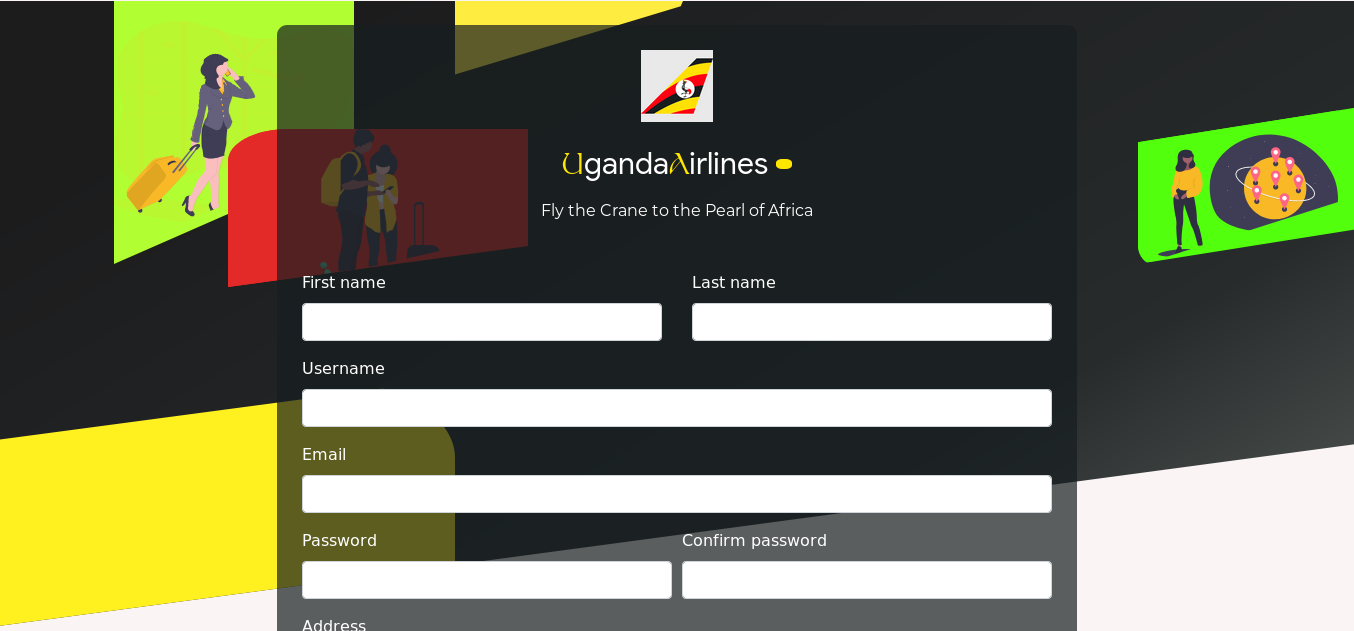 UgandaAirlines
Fly the Crane to the Pearl of Africa
First name
Last name
Username
Email
Password
Confirm password
Address